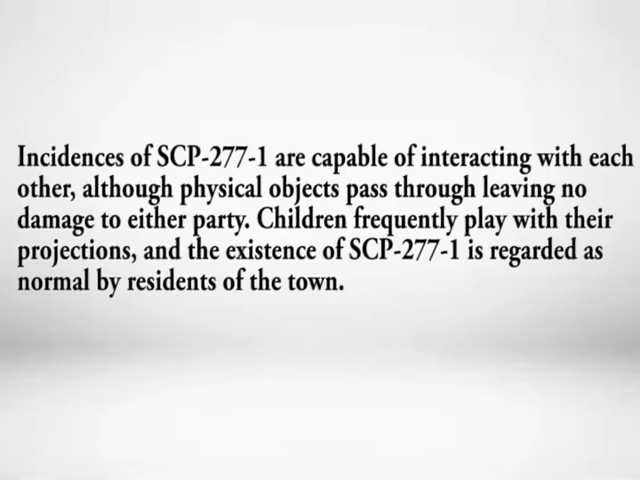 Incidences of SCP-277-1 are capable of interacting with each
other, although physical objects pass through leaving no
damage to either party. Children frequently play with their
projections, and the existence of SCP-277-1 is regarded as
normal by residents of the town.